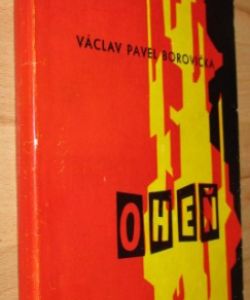 VÁCLAV PAVEL BOROVIČKA
OHEŇ